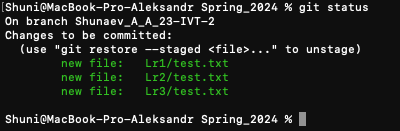 [Shuni@MacBook-Pro-Aleksandr Spring_2024 % git status
On branch Shunaev_A_A_23-IVT-2
Changes to be committed:
  (use "git restore --staged <file>..." to unstage)
        new file:   Lr1/test.txt
        new file:   Lr2/test.txt
        new file:   Lr3/test.txt
Shuni@MacBook-Pro-Aleksandr Spring_2024 %